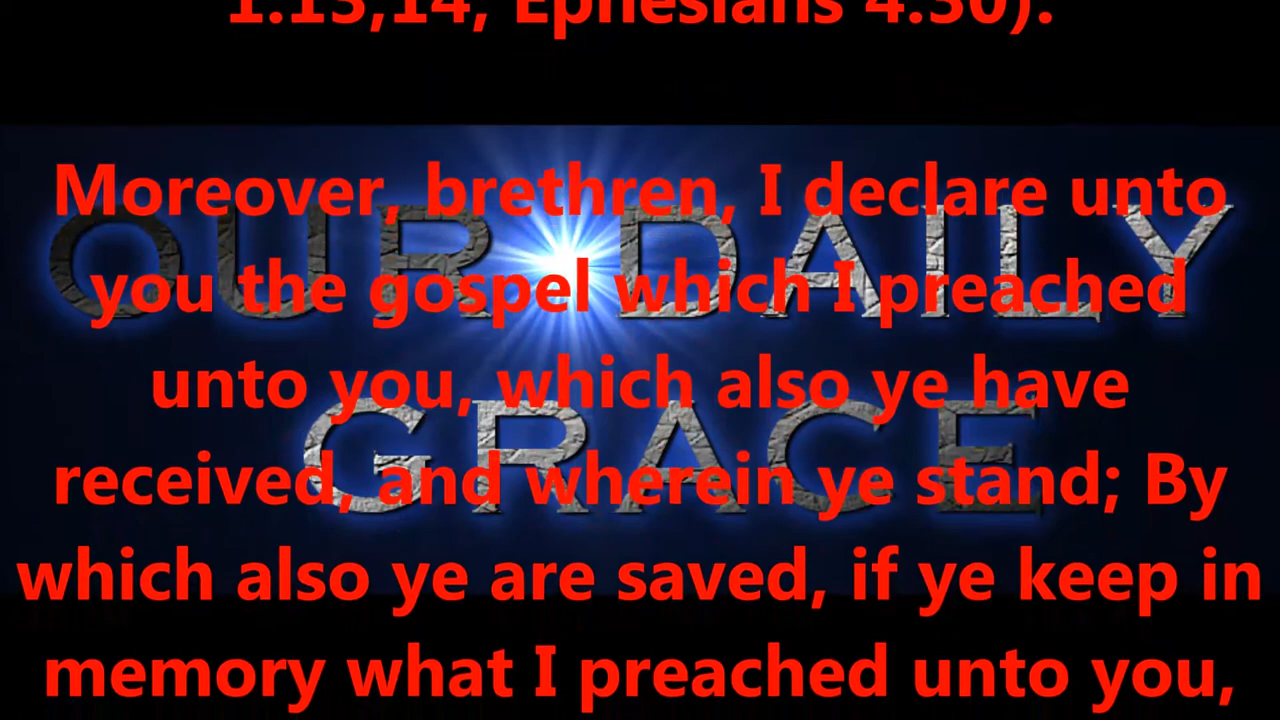 1:13,14, Ephesians 4:30).
Moreover, brethren, I declare unto
you the gospel which I preached
unto you, which also ye have
received, and wherein ye stand; By
which also ye are saved, if ye keep in
memory what I preached unto you,
OUR DAILY
GRACE